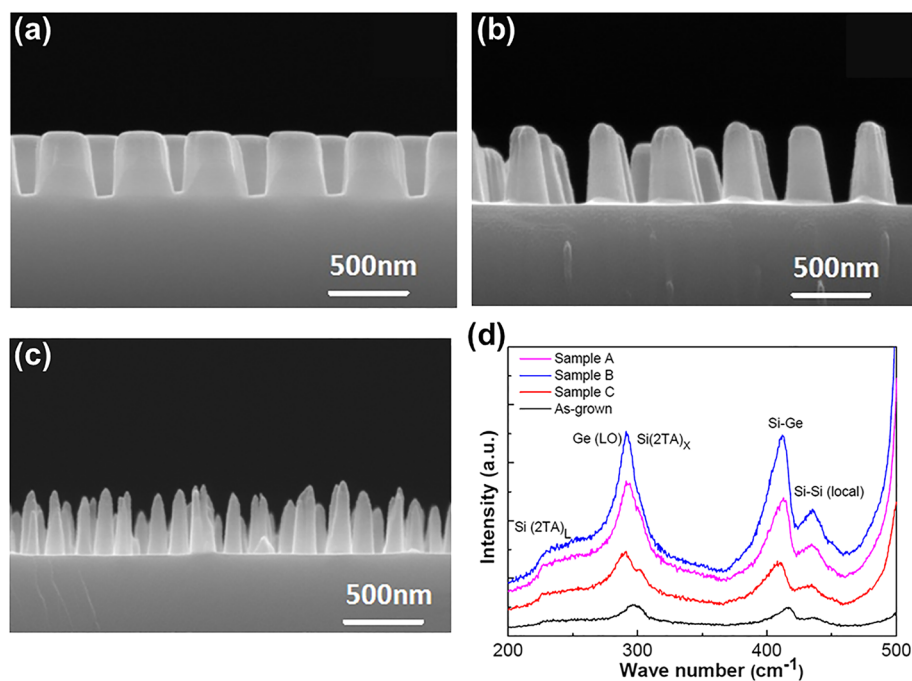 (a)
500nm
(b)
500nm
(c)
500nm
(d)
Sample A
Sample B
Sample C
As-grown
Ge (LO) Si(2TA)X
Si-Ge
Si-Si (local)
Si (2TA)L
Intensity (a.u.)
200 300 400 500
Wave number (cm-1)